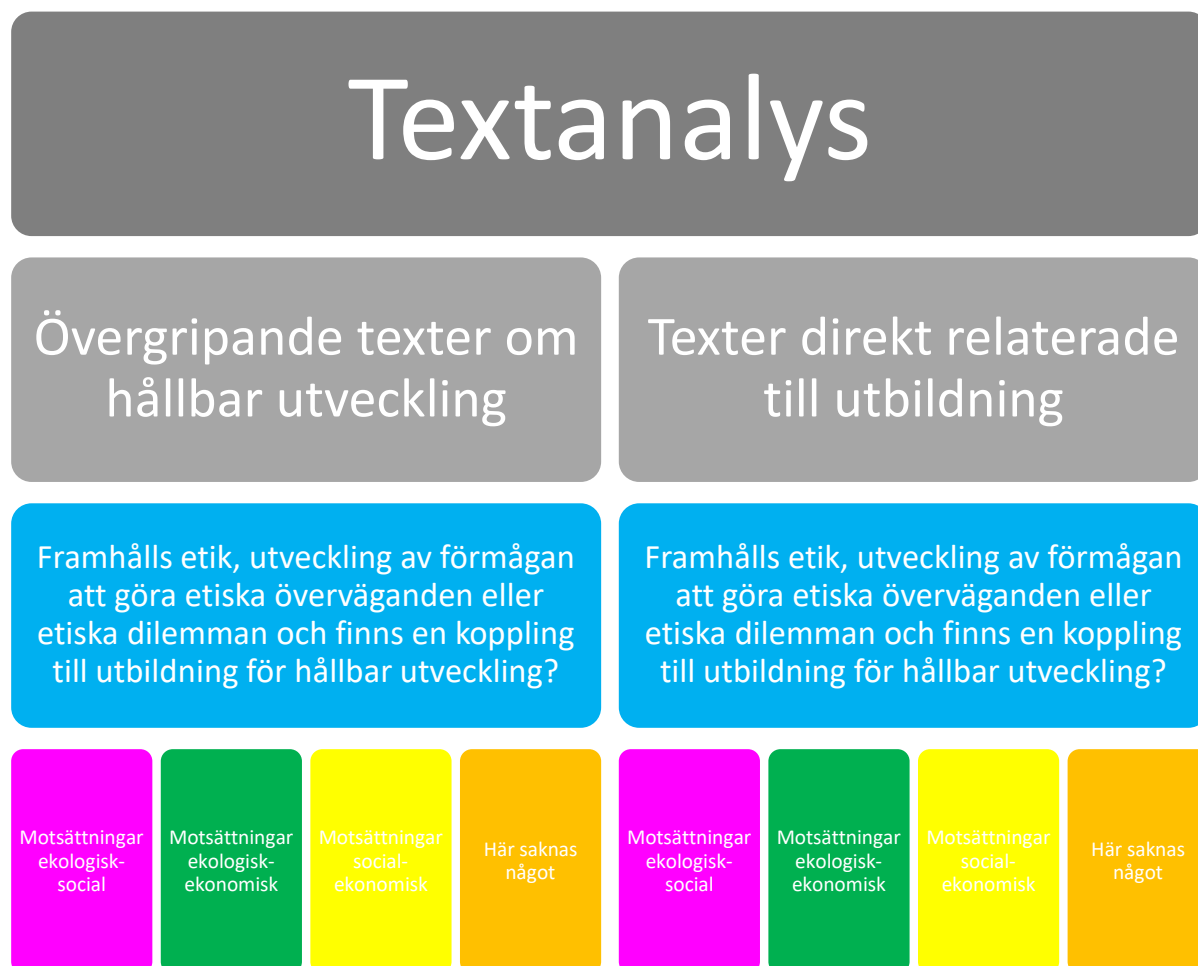 Textanalys
Övergripande texter om
hållbar utveckling
Texter direkt relaterade
till utbildning
Framhålls etik, utveckling av förmågan
att göra etiska överväganden eller
etiska dilemman och finns en koppling
till utbildning för hållbar utveckling?
Framhålls etik, utveckling av förmågan
att göra etiska överväganden eller
etiska dilemman och finns en koppling
till utbildning för hållbar utveckling?
Motsättningar
ekologisk-
social
Motsättningar
ekologisk-
ekonomisk
Motsättningar
social-
ekonomisk
Här saknas
något
Motsättningar
ekologisk-
social
Motsättningar
ekologisk-
ekonomisk
Motsättningar
social-
ekonomisk
Här saknas
något